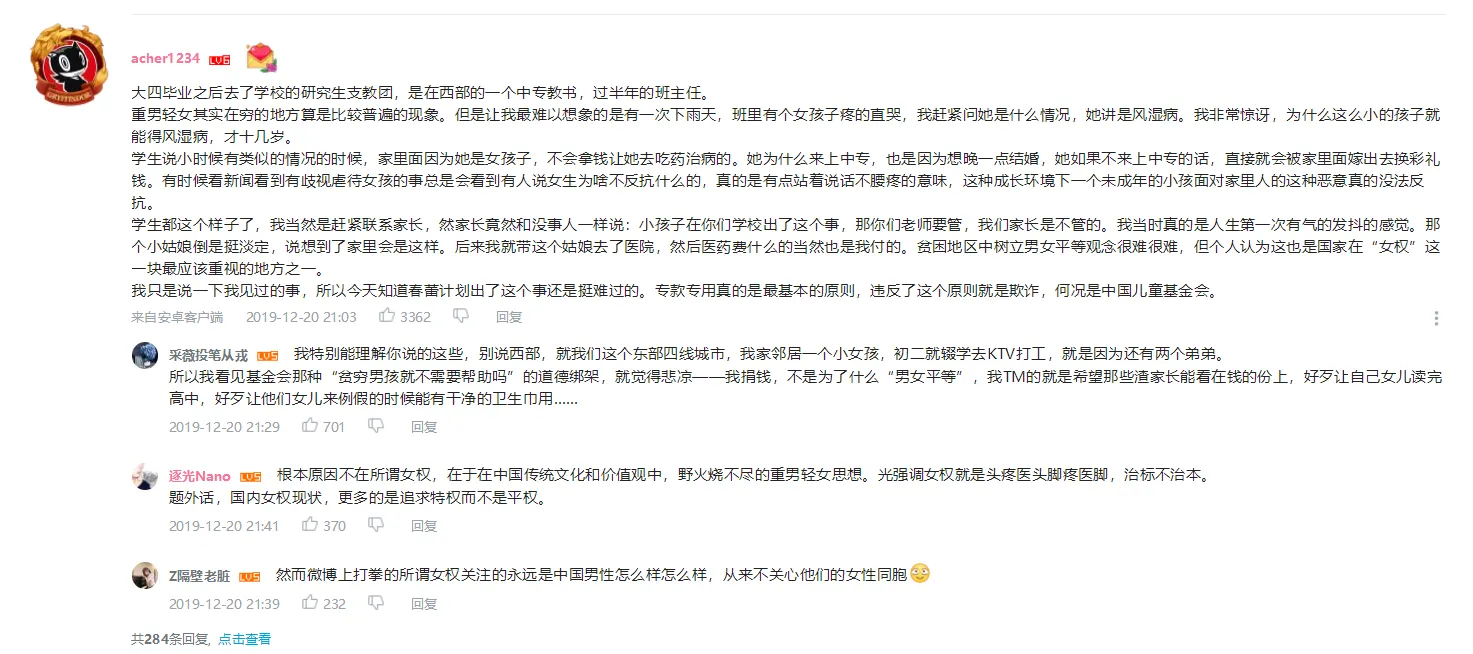 acher1234 LV6
GRYFFINDOR
大四毕业之后去了学校的研究生支教团，是在西部的一个中专教书，过半年的班主任。
重男轻女其实在穷的地方算是比较普遍的现象。但是让我最难以想象的是有一次下雨天，班里有个女孩子疼的直哭，我赶紧问她是什么情况，她讲是风湿病。我非常惊讶，为什么这么小的孩子就
能得风湿病，才十几岁。
学生说小时候有类似的情况的时候，家里面因为她是女孩子，不会拿钱让她去吃药治病的。她为什么来上中专，也是因为想晚一点结婚，她如果不来上中专的话，直接就会被家里面嫁出去换彩礼
钱。有时候看新闻看到有歧视虐待女孩的事总是会看到有人说女生为啥不反抗什么的，真的是有点站着说话不腰疼的意味，这种成长环境下一个未成年的小孩面对家里人的这种恶意真的没法反
抗。
学生都这个样子了，我当然是赶紧联系家长，然家长竟然和没事人一样说：小孩子在你们学校出了这个事，那你们老师要管，我们家长是不管的。我当时真的是人生第一次有气的发抖的感觉。那
个小姑娘倒是挺淡定，说想到了家里会是这样。后来我就带这个姑娘去了医院，然后医药费什么的当然也是我付的。贫困地区中树立男女平等观念很难很难，但个人认为这也是国家在“女权”这
一块最应该重视的地方之一。
我只是说一下我见过的事，所以今天知道春蕾计划出了这个事还是挺难过的。专款专用真的是最基本的原则，违反了这个原则就是欺诈，何况是中国儿童基金会。
来自安卓客户端 2019-12-20 21:03 3362 回复
采薇投笔从戎 LV5 我特别能理解你说的这些，别说西部，就我们这个东部四线城市，我家邻居一个小女孩，初二就辍学去KTV打工，就是因为还有两个弟弟。
所以我看见基金会那种“贫穷男孩就不需要帮助吗”的道德绑架，就觉得悲凉——我捐钱，不是为了什么“男女平等”，我TM的就是希望那些渣家长能看在钱的份上，好歹让自己女儿读完
高中，好歹让他们女儿来例假的时候能有干净的卫生巾用......
2019-12-20 21:29 701 回复
逐光Nano LV5 根本原因不在所谓女权，在于在中国传统文化和价值观中，野火烧不尽的重男轻女思想。光强调女权就是头疼医头脚疼医脚，治标不治本。
题外话，国内女权现状，更多的是追求特权而不是平权。
2019-12-20 21:41 370 回复
Z隔壁老脏 LV5 然而微博上打拳的所谓女权关注的永远是中国男性怎么样怎么样，从来不关心他们的女性同胞
2019-12-20 21:39 232 回复
共284条回复, 点击查看